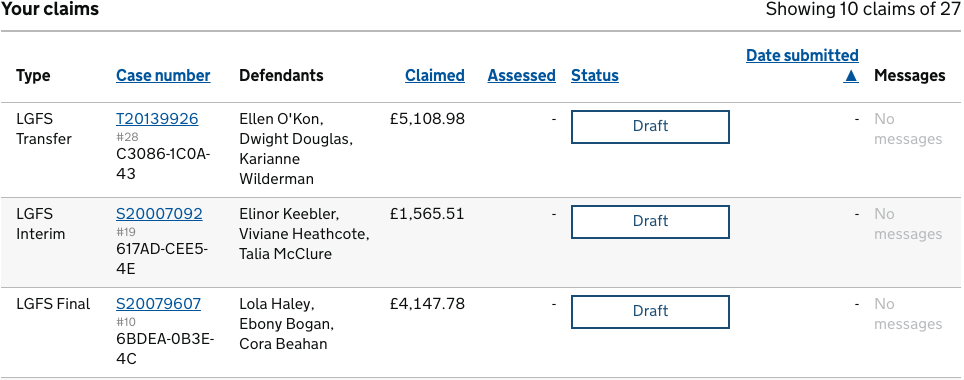 Your claims
Showing 10 claims of 27
Type Case number Defendants Claimed Assessed Status Date submitted ▲ Messages
LGFS Transfer
T20139926
#28
C3086-1C0A-
43
Ellen O'Kon,
Dwight Douglas,
Karianne
Wilderman
£5,108.98
-
Draft
-
No
messages
LGFS
Interim
S20007092
#19
617AD-CEE5-
4E
Elinor Keebler,
Viviane Heathcote,
Talia McClure
£1,565.51
-
Draft
-
No
messages
LGFS Final
S20079607
#10
6BDEA-0B3E-
4C
Lola Haley,
Ebony Bogan,
Cora Beahan
£4,147.78
-
Draft
-
No
messages